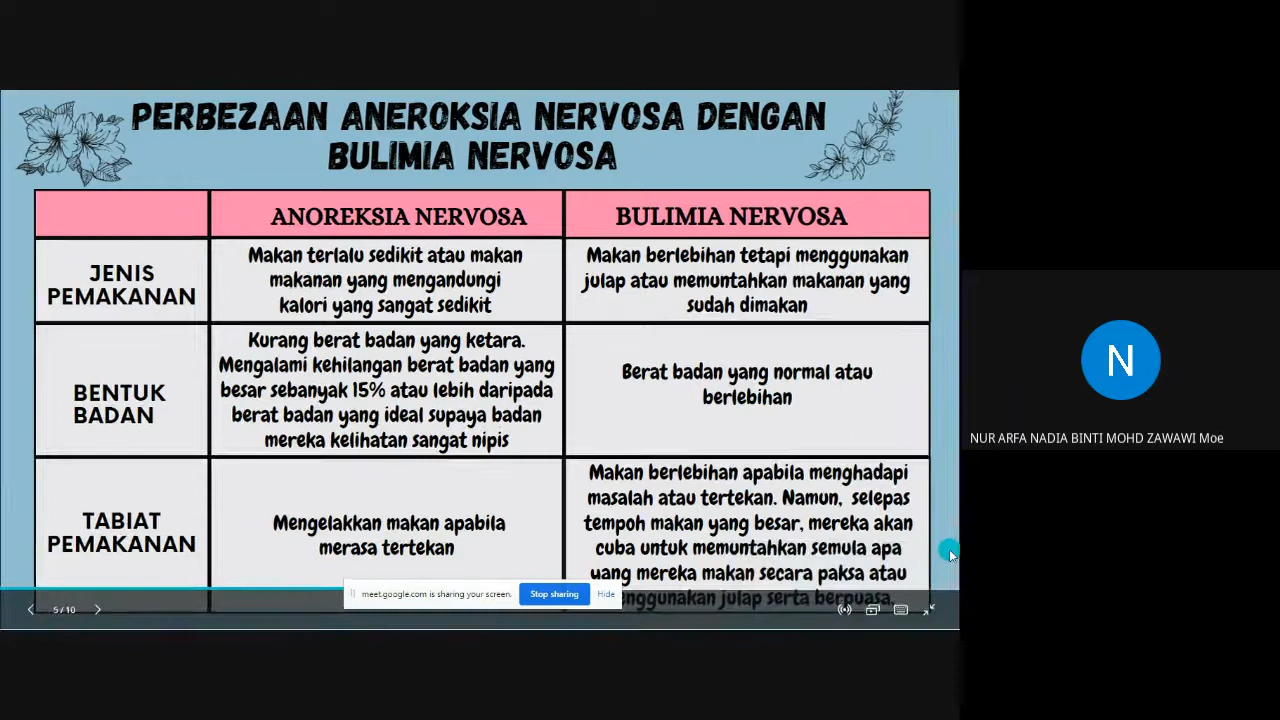 PERBEZAAN ANEROKSIA NERVOSA DENGAN
BULIMIA NERVOSA
ANOREKSIA NERVOSA
BULIMIA NERVOSA
JENIS
PEMAKANAN
Makan terlalu sedikit atau makan
makanan yang mengandungi
kalori yang sangat sedikit
Makan berlebihan tetapi menggunakan
julap atau memuntahkan makanan yang
sudah dimakan
BENTUK
BADAN
Kurang berat badan yang ketara.
Mengalami kehilangan berat badan yang
besar sebanyak 15% atau lebih daripada
berat badan yang ideal supaya badan
mereka kelihatan sangat nipis
Berat badan yang normal atau
berlebihan
TABIAT
PEMAKANAN
Mengelakkan makan apabila
merasa tertekan
Makan berlebihan apabila menghadapi
masalah atau tertekan. Namun, selepas
tempoh makan yang besar, mereka akan
cuba untuk memuntahkan semula apa
yang mereka makan secara paksa atau
julap serta berpuasa.
meet.google.com is sharing your screen.
Stop sharing
Hide
5 / 10
N
NUR ARFA NADIA BINTI MOHD ZAWAWI Moe